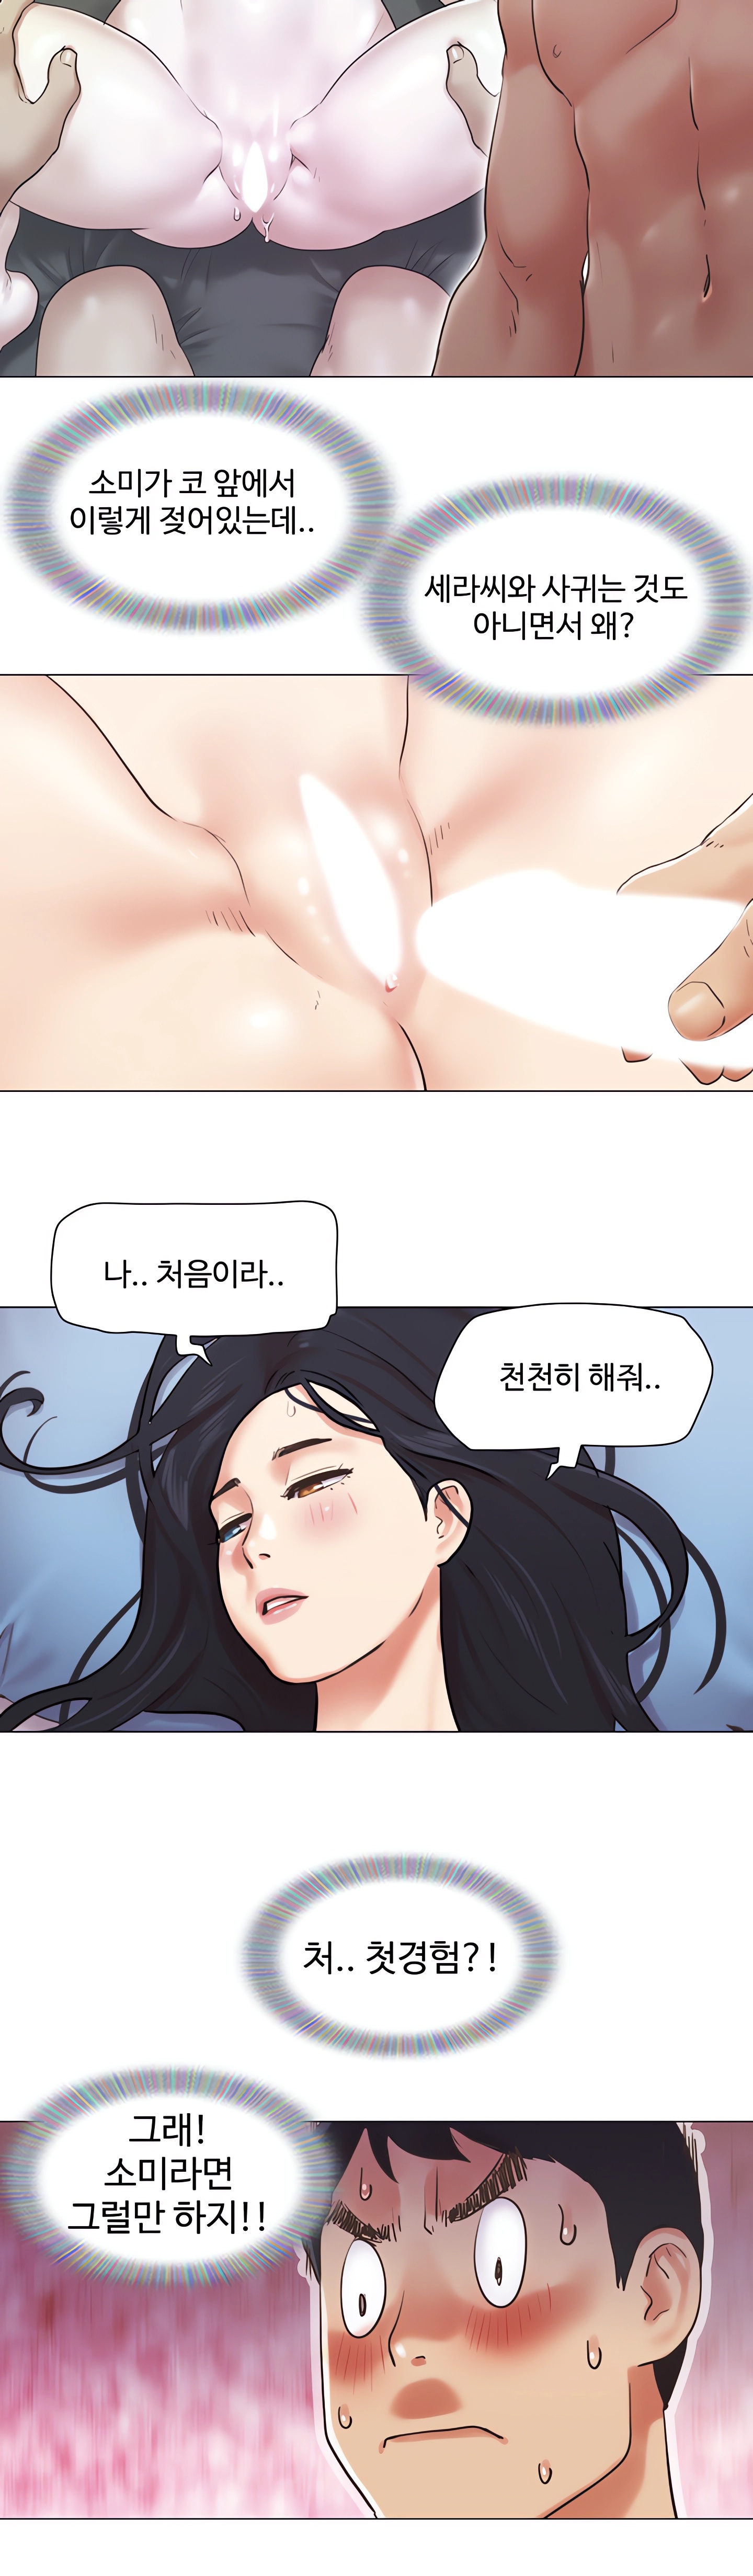 소미가 코 앞에서
이렇게 젖어있는데..
세라씨와 사귀는 것도
아니면서 왜?
나.. 처음이라..
천천히 해줘..
처.. 첫경험?!
그래!
소미라면
그럴만 하지!!